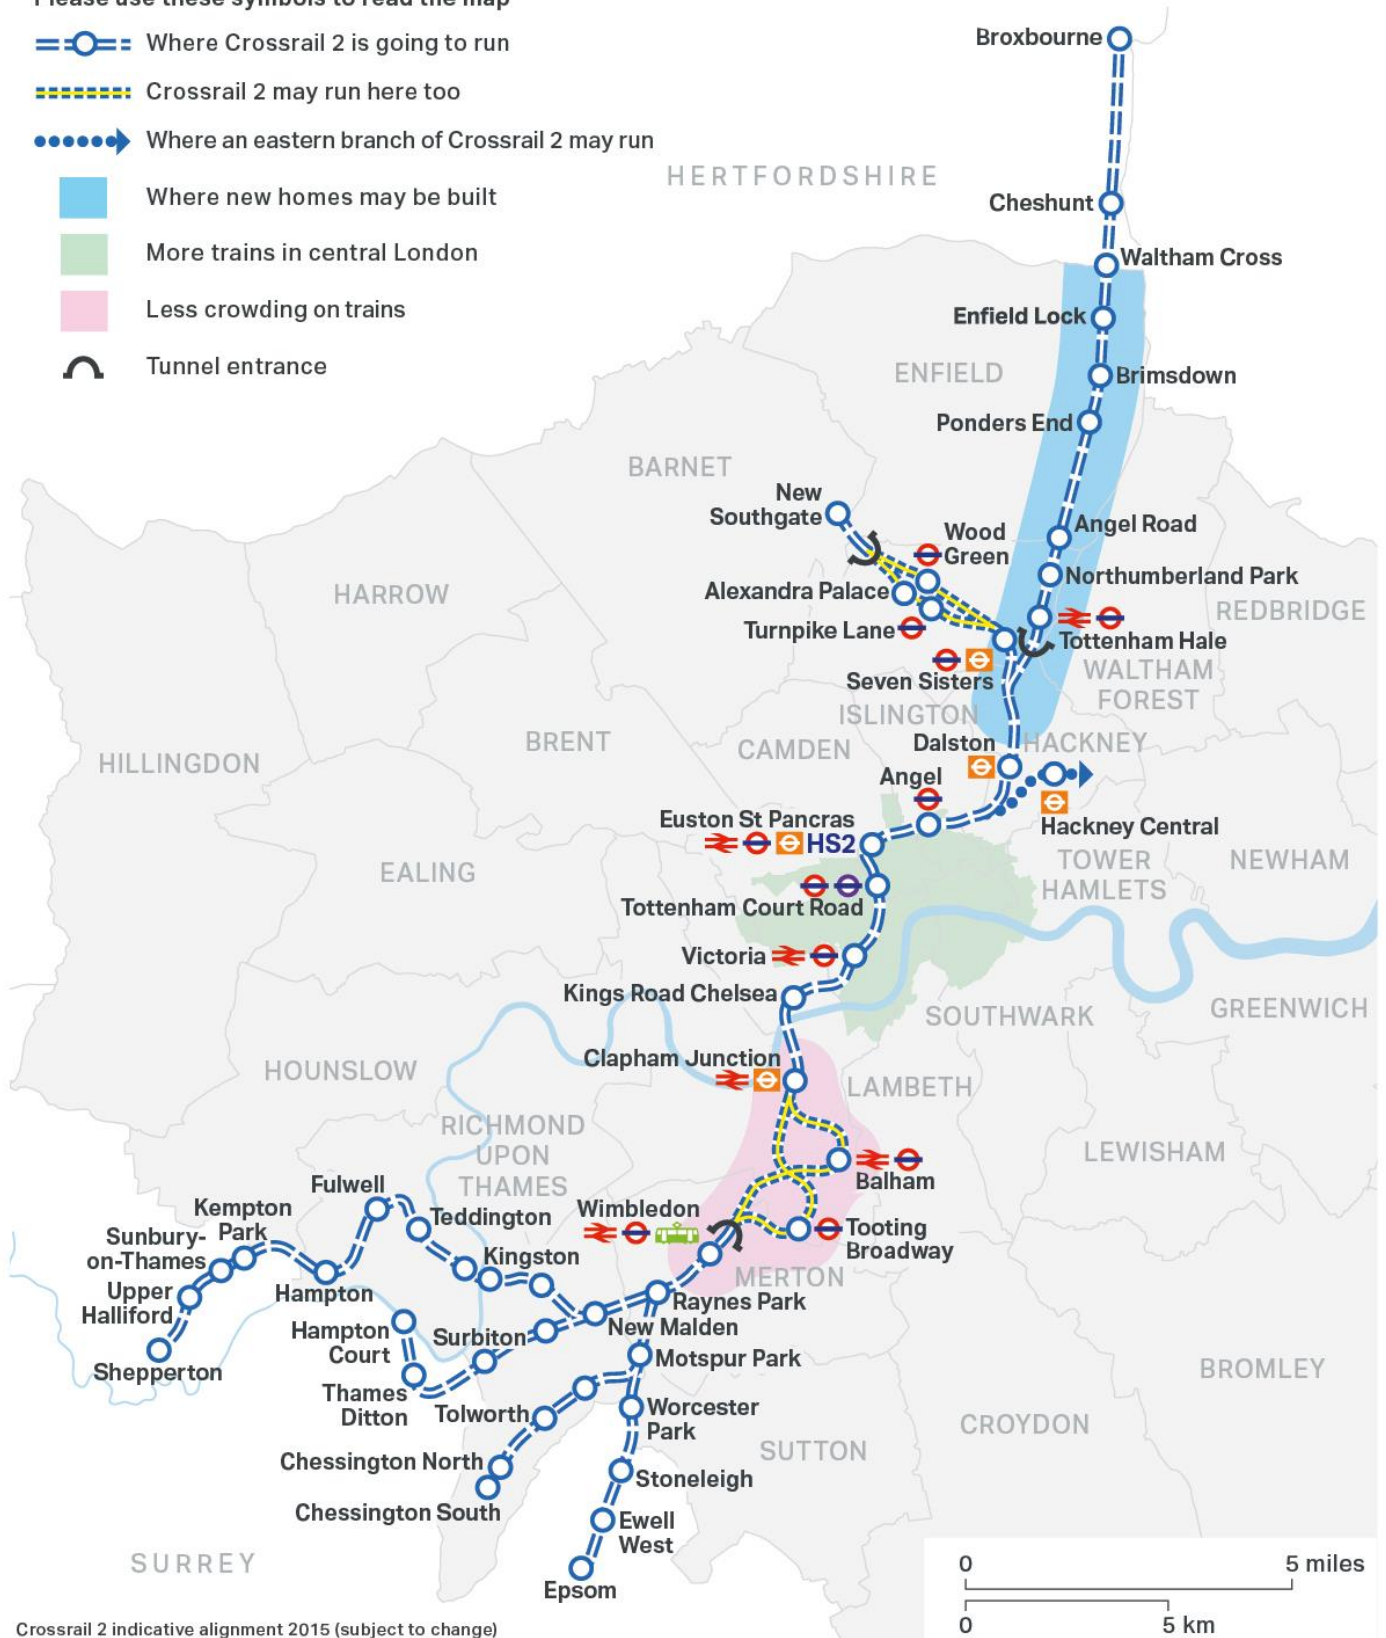 Please use these symbols to read the map
Where Crossrail 2 is going to run
Crossrail 2 may run here too
Where an eastern branch of Crossrail 2 may run
Where new homes may be built
More trains in central London
Less crowding on trains
Tunnel entrance
Broxbourne
HERTFORDSHIRE
Cheshunt
Waltham Cross
Enfield Lock
ENFIELD
Brimsdown
Ponders End
BARNET
New
Southgate
Wood
Green
Angel Road
Northumberland Park
HARROW
Alexandra Palace
REDBRIDGE
Turnpike Lane
Tottenham Hale
Seven Sisters
WALTHAM
FOREST
ISLINGTON
BRENT
CAMDEN
Dalston
HACKNEY
HILLINGDON
Angel
Euston St Pancras
HS2
Hackney Central
EALING
TOWER
HAMLETS
NEWHAM
Tottenham Court Road
Victoria
Kings Road Chelsea
SOUTHWARK
GREENWICH
Clapham Junction
HOUNSLOW
LAMBETH
RICHMOND
UPON
THAMES
LEWISHAM
Balham
Fulwell
Kempton
Park
Teddington
Wimbledon
Tooting
Broadway
Sunbury-
on-Thames
Kingston
Upper
Halliford
Hampton
MERTON
Raynes Park
Hampton
Court
Surbiton
New Malden
Shepperton
Motspur Park
BROMLEY
Thames
Ditton
Tolworth
Worcester
Park
CROYDON
SUTTON
Chessington North
Stoneleigh
Chessington South
Ewell
West
SURREY
Epsom
0
5 miles
0
5 km
Crossrail 2 indicative alignment 2015 (subject to change)